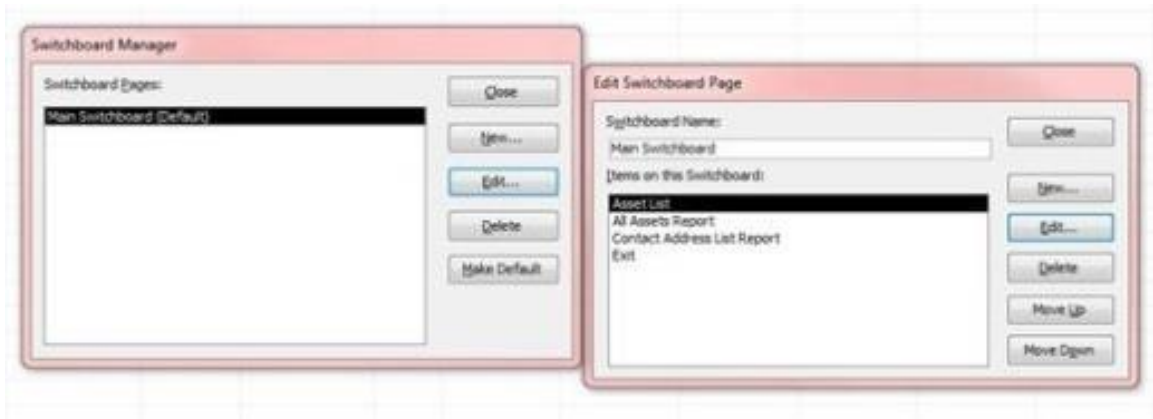 Switchboard Manager
Switchboard Pages:
Main Switchboard (Default)
Close
New...
Edit...
Delete
Make Default
Edit Switchboard Page
Switchboard Name:
Main Switchboard
Items on this Switchboard:
Asset List
All Assets Report
Contact Address List Report
Exit
Close
New...
Edit...
Delete
Move Up
Move Down